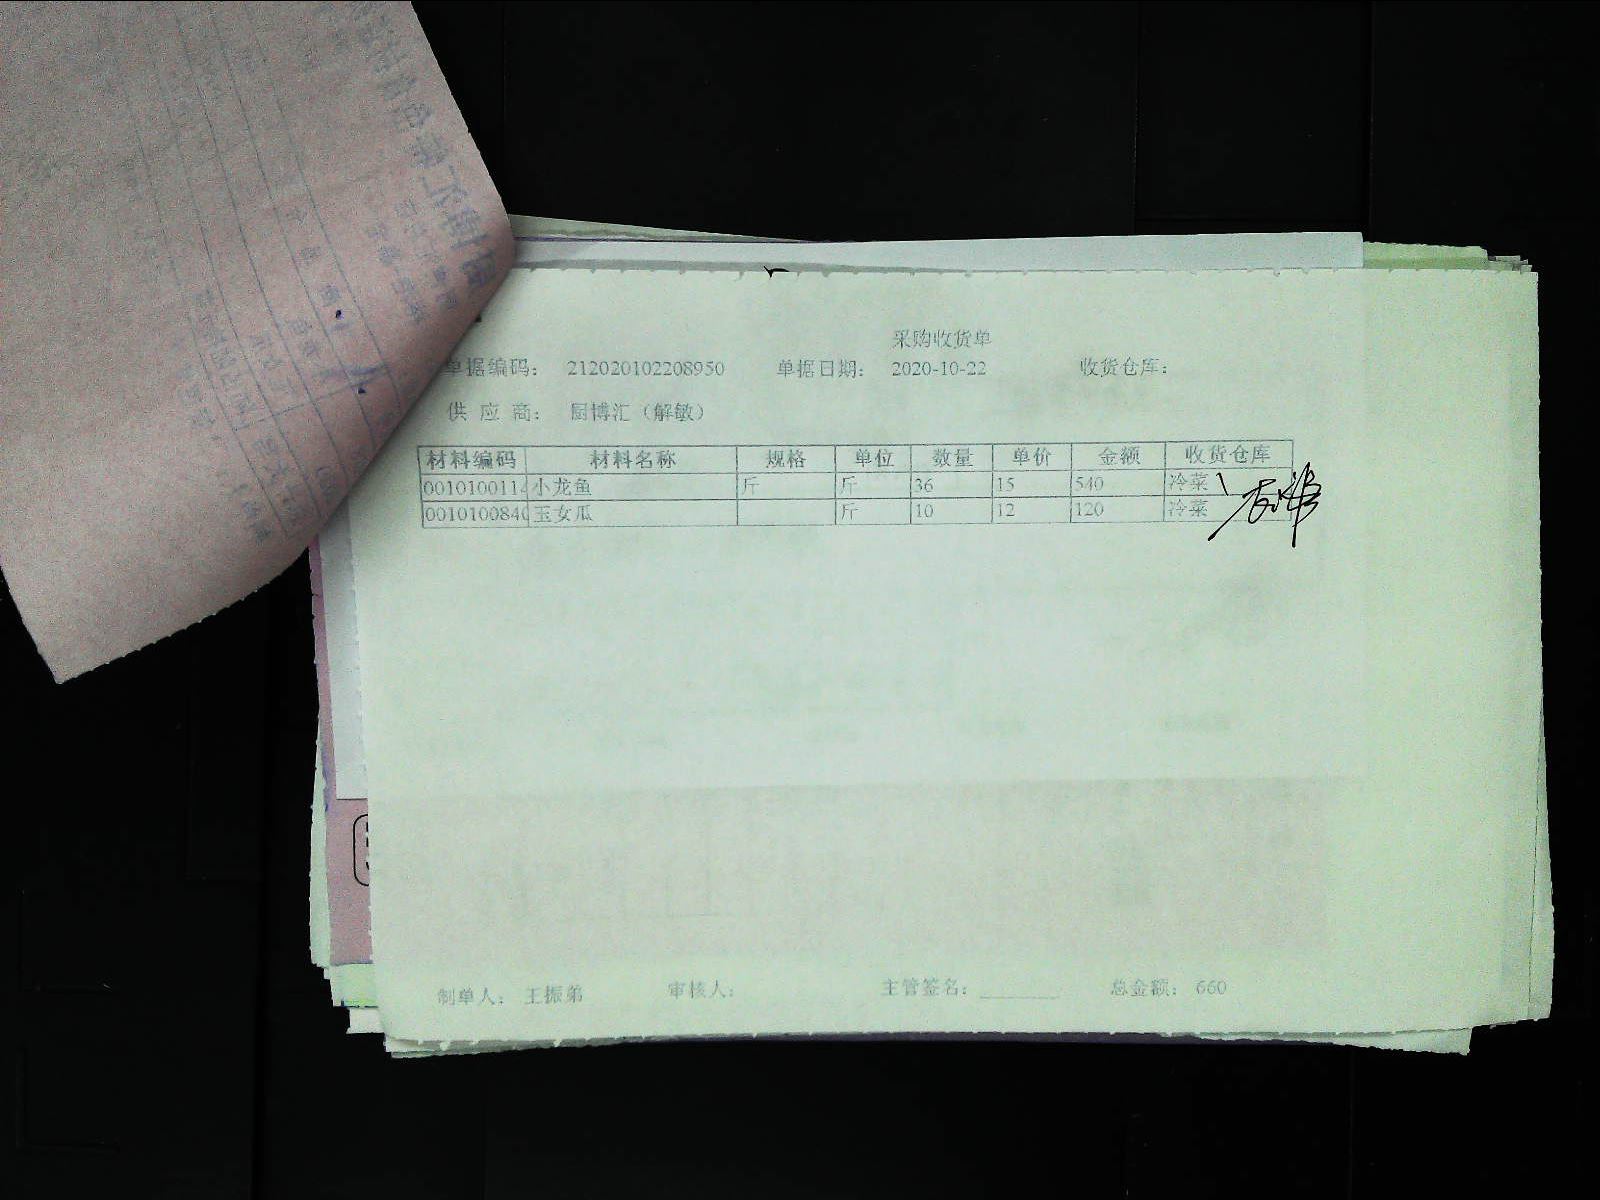 采购收货单
单据编码： 212020102208950 单据日期： 2020-10-22 收货仓库：
供 应 商： 厨博汇（解敏）
材料编码 材料名称 规格 单位 数量 单价 金额 收货仓库
0010100114 小龙鱼 斤 斤 36 15 540 冷菜
0010100840 玉女瓜 斤 10 12 120 冷菜
制单人： 王振弟 审核人： 主管签名： 总金额： 660